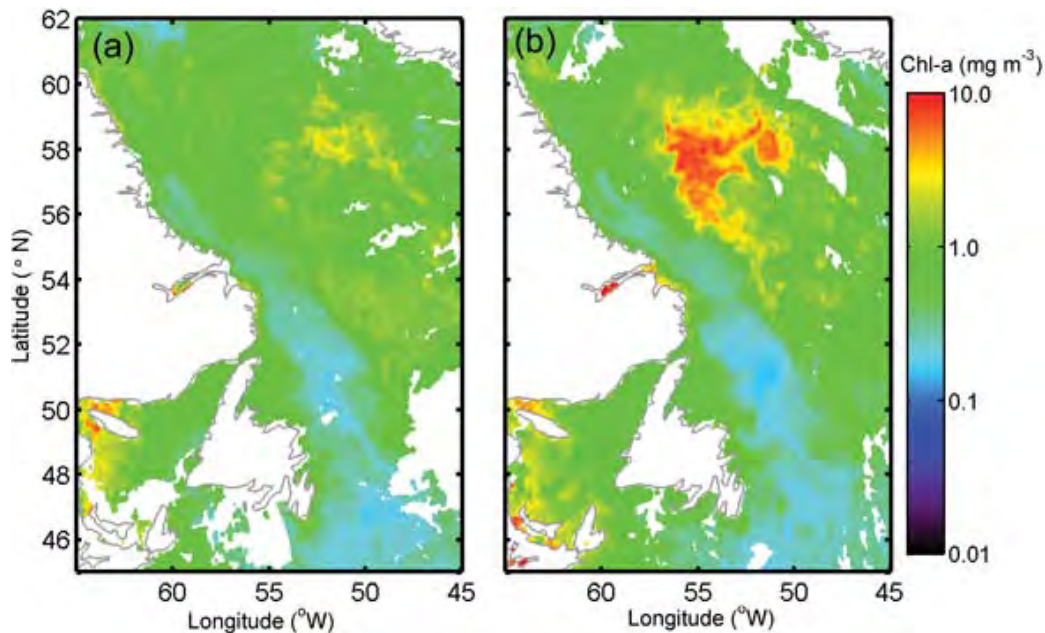 (a)
(b)
Chl-a (mg m⁻³)
62
60
58
56
54
52
50
48
46
Latitude (° N)
60 55 50 45
Longitude (°W)
60 55 50 45
Longitude (°W)
10.0
1.0
0.1
0.01